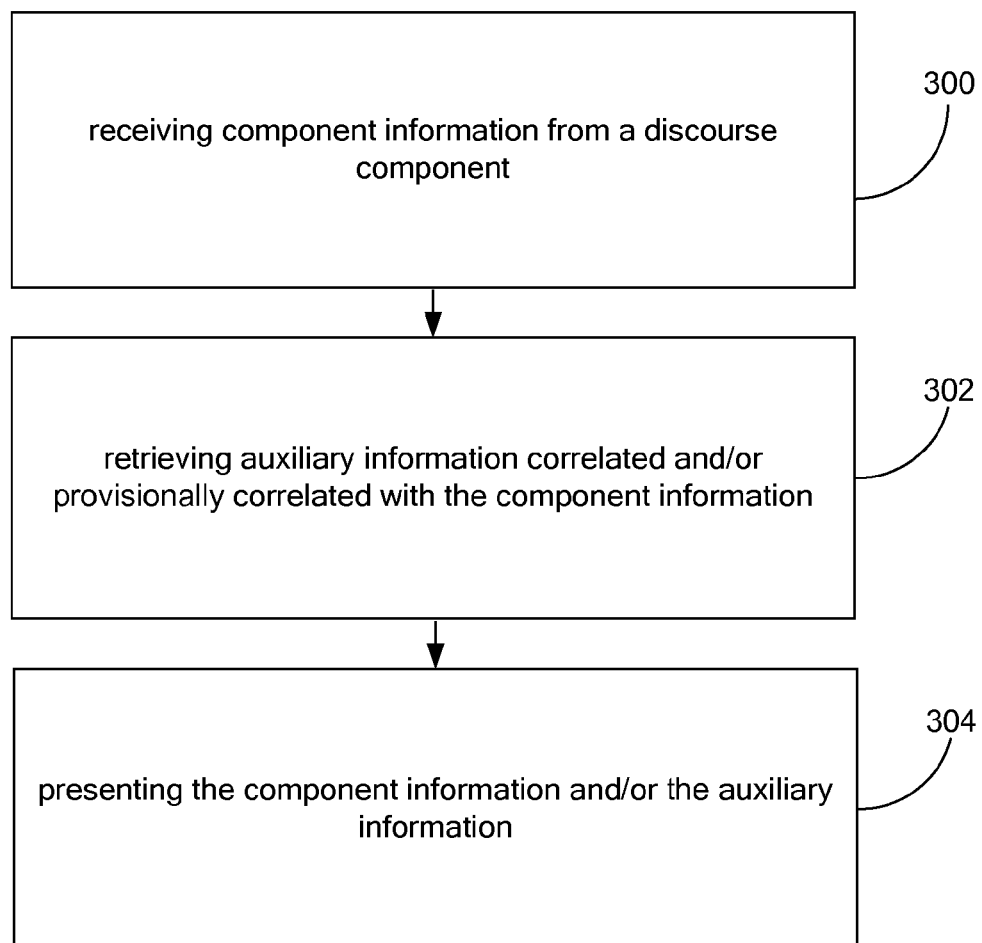 receiving component information from a discourse
component
300
retrieving auxiliary information correlated and/or
provisionally correlated with the component information
302
presenting the component information and/or the auxiliary
information
304